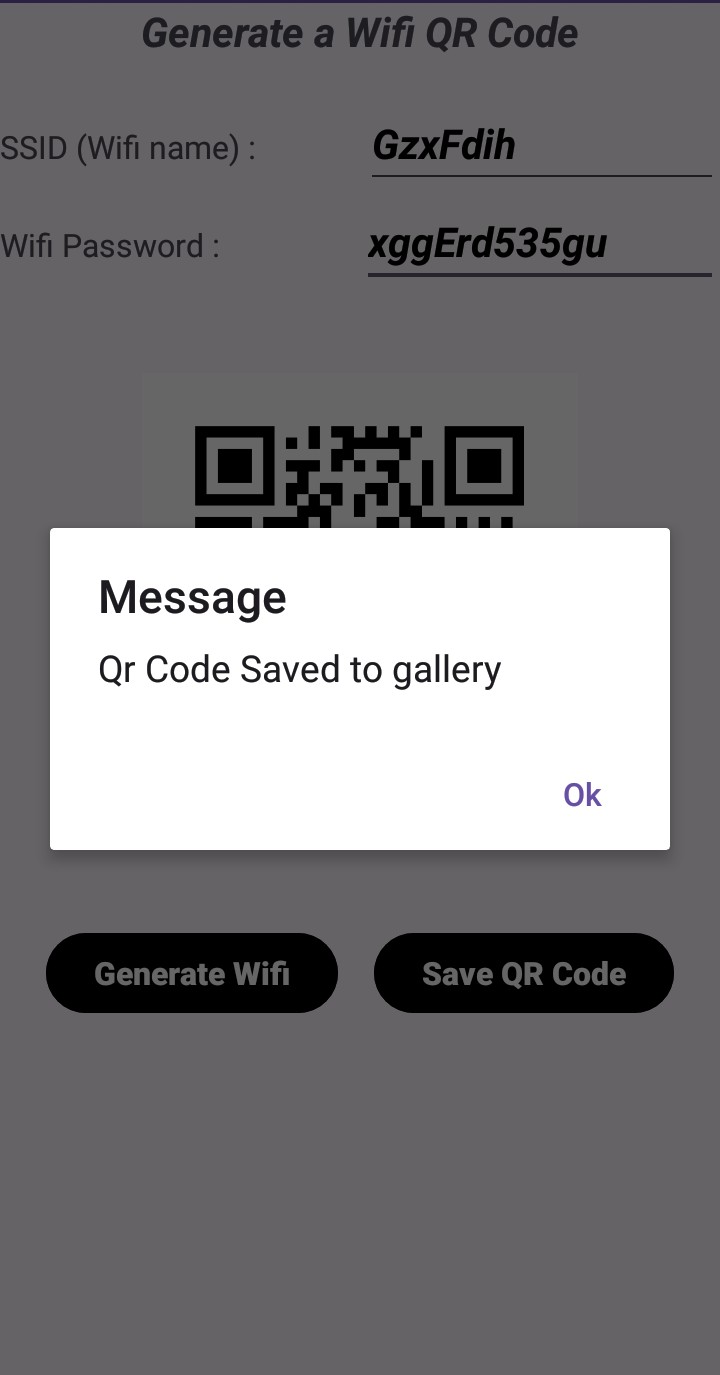 Generate a Wifi QR Code
SSID (Wifi name) : GzxFdih
Wifi Password : xggErd535gu
Message
Qr Code Saved to gallery
Ok
Generate Wifi Save QR Code